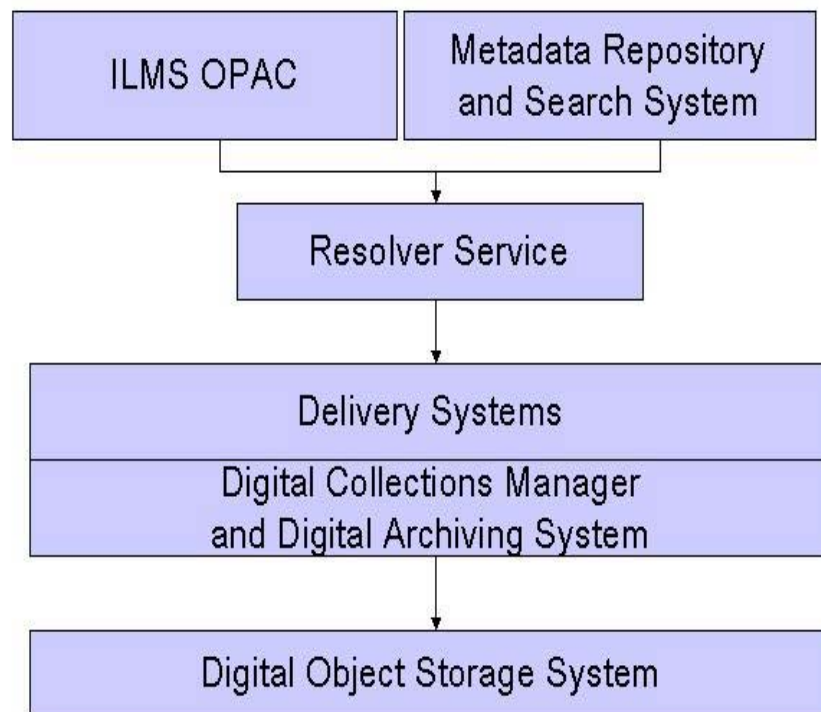 ILMS OPAC
Metadata Repository
and Search System
Resolver Service
Delivery Systems
Digital Collections Manager
and Digital Archiving System
Digital Object Storage System